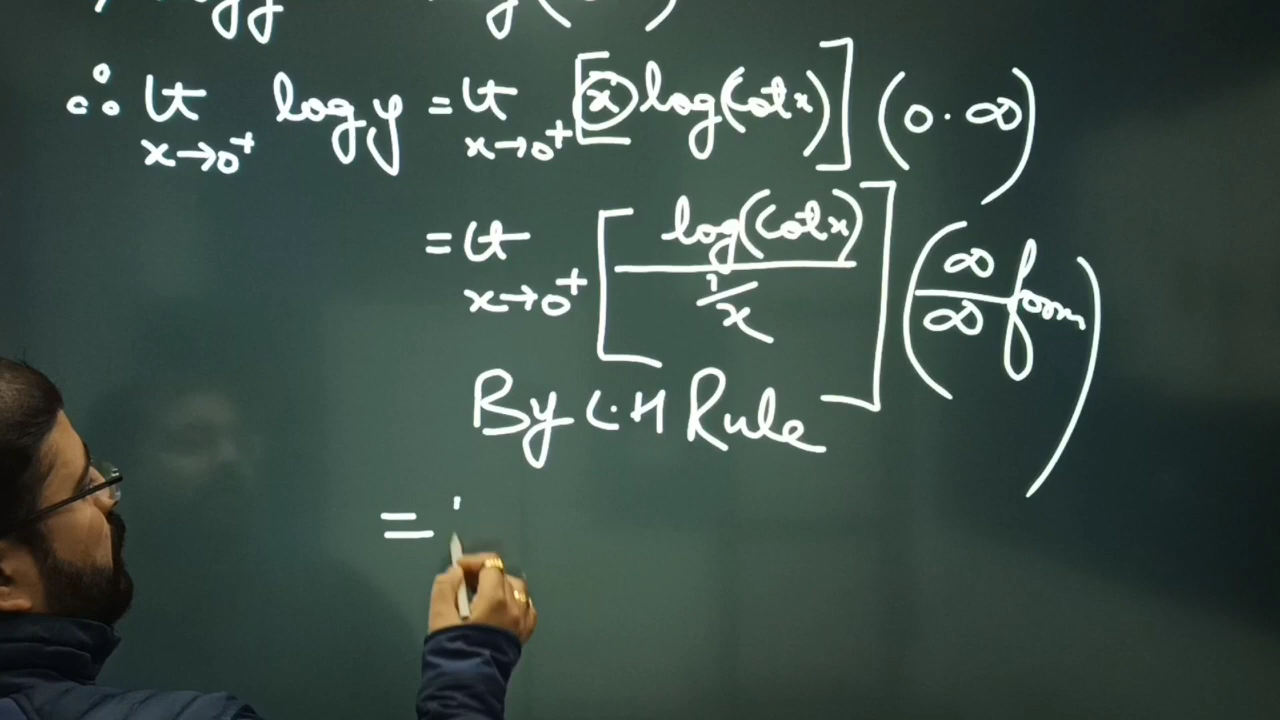 ∴ lt x→0⁺ log y = lt x→0⁺ [x log(cot x)] (0·∞)
= lt x→0⁺ [log(cot x) / (1/x)] (∞/∞ form)
By L.H Rule
=